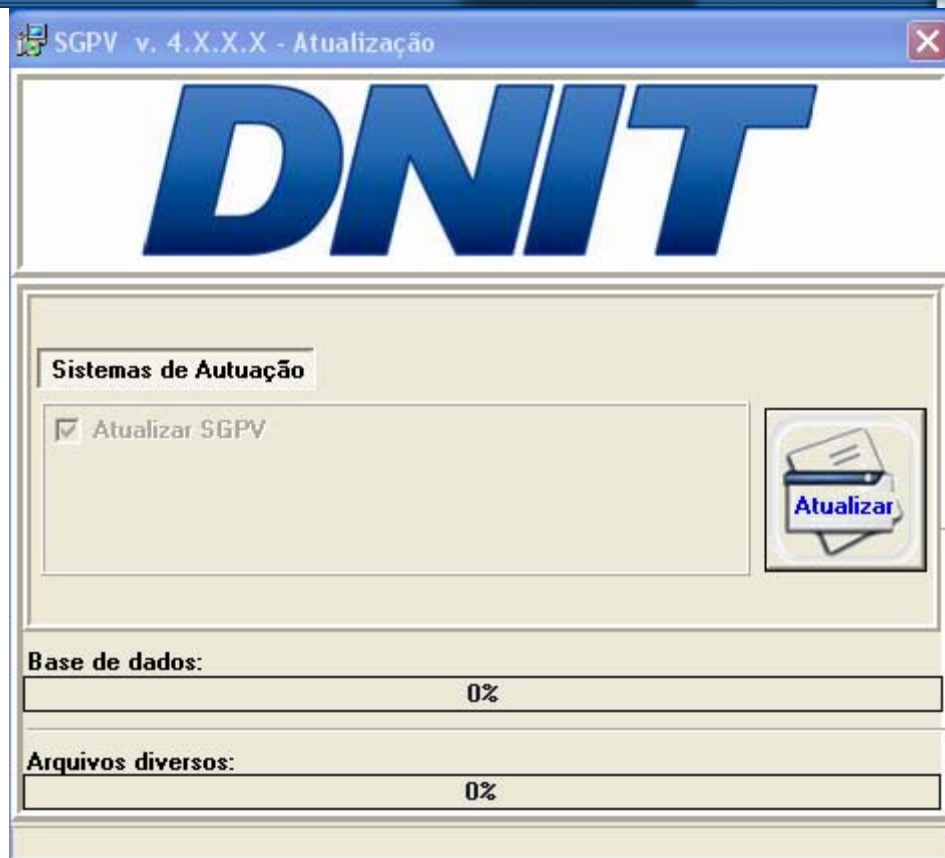 SGPV v. 4.X.X.X - Atualização
DNIT
Sistemas de Autuação
Atualizar SGPV
Atualizar
Base de dados:
0%
Arquivos diversos:
0%